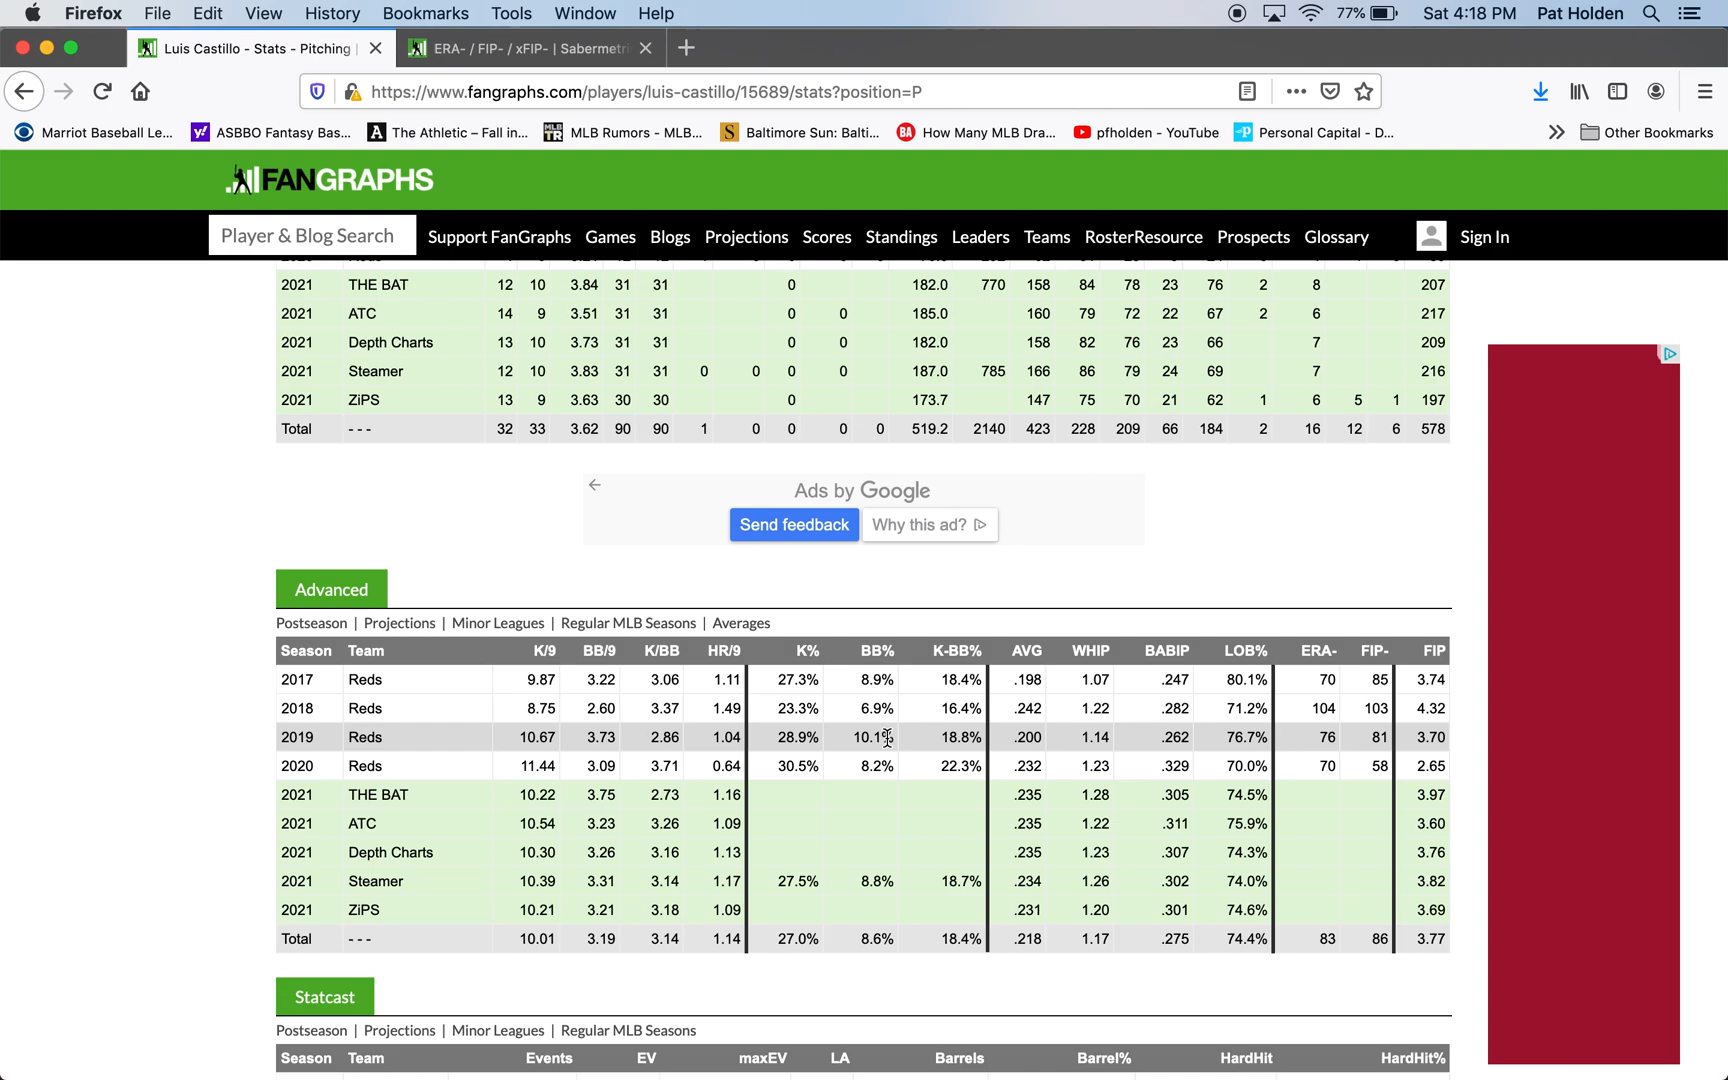 Firefox File Edit View History Bookmarks Tools Window Help 77% Sat 4:18 PM Pat Holden
Luis Castillo - Stats - Pitching | ERA- / FIP- / xFIP- | Sabermetri
https://www.fangraphs.com/players/luis-castillo/15689/stats?position=P
Marriot Baseball Le... ASBBO Fantasy Bas... The Athletic – Fall in... MLB Rumors - MLB... Baltimore Sun: Balti... How Many MLB Dra... pfholden - YouTube Personal Capital - D... Other Bookmarks
FANGRAPHS
Player & Blog Search Support FanGraphs Games Blogs Projections Scores Standings Leaders Teams RosterResource Prospects Glossary Sign In
2021 THE BAT 12 10 3.84 31 31 0 182.0 770 158 84 78 23 76 2 8 207
2021 ATC 14 9 3.51 31 31 0 0 185.0 160 79 72 22 67 2 6 217
2021 Depth Charts 13 10 3.73 31 31 0 0 182.0 158 82 76 23 66 7 209
2021 Steamer 12 10 3.83 31 31 0 0 0 0 187.0 785 166 86 79 24 69 7 216
2021 ZiPS 13 9 3.63 30 30 0 173.7 147 75 70 21 62 1 6 5 1 197
Total - - - 32 33 3.62 90 90 1 0 0 0 0 519.2 2140 423 228 209 66 184 2 16 12 6 578
Ads by Google
Send feedback Why this ad?
Advanced
Postseason | Projections | Minor Leagues | Regular MLB Seasons | Averages
Season Team K/9 BB/9 K/BB HR/9 K% BB% K-BB% AVG WHIP BABIP LOB% ERA- FIP- FIP
2017 Reds 9.87 3.22 3.06 1.11 27.3% 8.9% 18.4% .198 1.07 .247 80.1% 70 85 3.74
2018 Reds 8.75 2.60 3.37 1.49 23.3% 6.9% 16.4% .242 1.22 .282 71.2% 104 103 4.32
2019 Reds 10.67 3.73 2.86 1.04 28.9% 10.1% 18.8% .200 1.14 .262 76.7% 76 81 3.70
2020 Reds 11.44 3.09 3.71 0.64 30.5% 8.2% 22.3% .232 1.23 .329 70.0% 70 58 2.65
2021 THE BAT 10.22 3.75 2.73 1.16 .235 1.28 .305 74.5% 3.97
2021 ATC 10.54 3.23 3.26 1.09 .235 1.22 .311 75.9% 3.60
2021 Depth Charts 10.30 3.26 3.16 1.13 .235 1.23 .307 74.3% 3.76
2021 Steamer 10.39 3.31 3.14 1.17 27.5% 8.8% 18.7% .234 1.26 .302 74.0% 3.82
2021 ZiPS 10.21 3.21 3.18 1.09 .231 1.20 .301 74.6% 3.69
Total - - - 10.01 3.19 3.14 1.14 27.0% 8.6% 18.4% .218 1.17 .275 74.4% 83 86 3.77
Statcast
Postseason | Projections | Minor Leagues | Regular MLB Seasons
Season Team Events EV maxEV LA Barrels Barrel% HardHit HardHit%